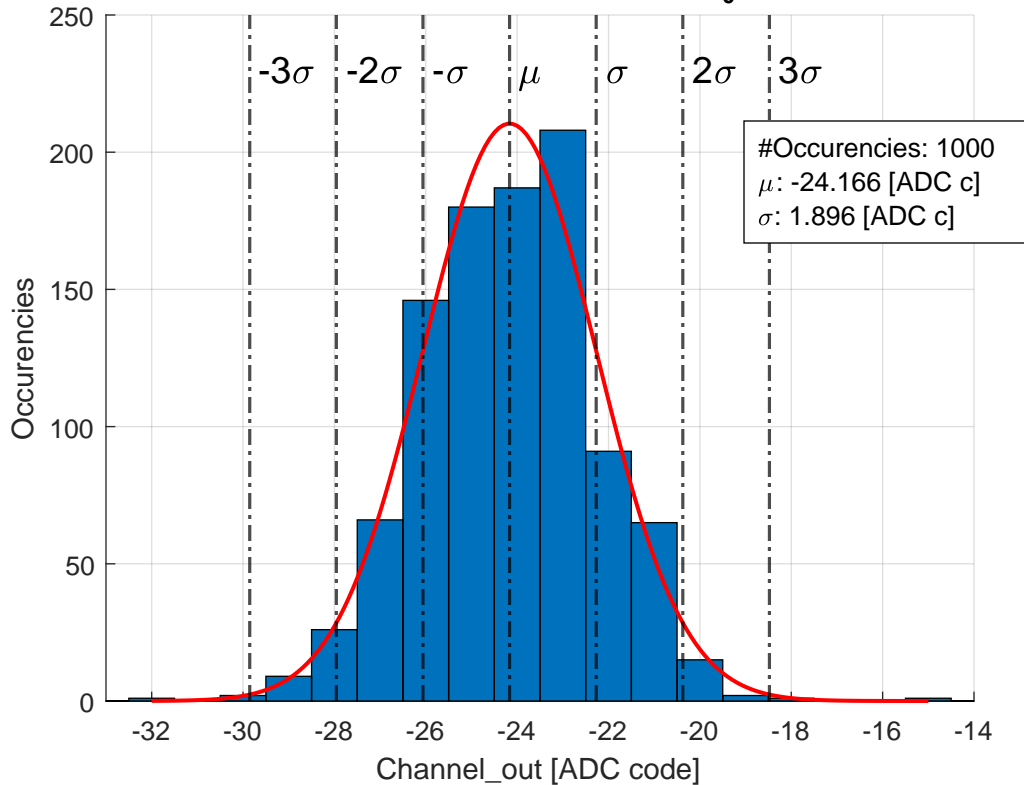 250
200
150
100
50
0
-3σ -2σ -σ μ σ 2σ 3σ
#Occurencies: 1000
μ: -24.166 [ADC c]
σ: 1.896 [ADC c]
Occurencies
-32 -30 -28 -26 -24 -22 -20 -18 -16 -14
Channel_out [ADC code]